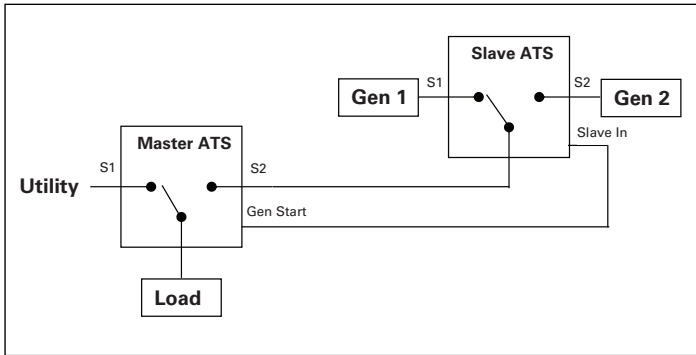 Slave ATS
S1
S2
Gen 1
Gen 2
Slave In
Master ATS
S1
S2
Utility
Gen Start
Load